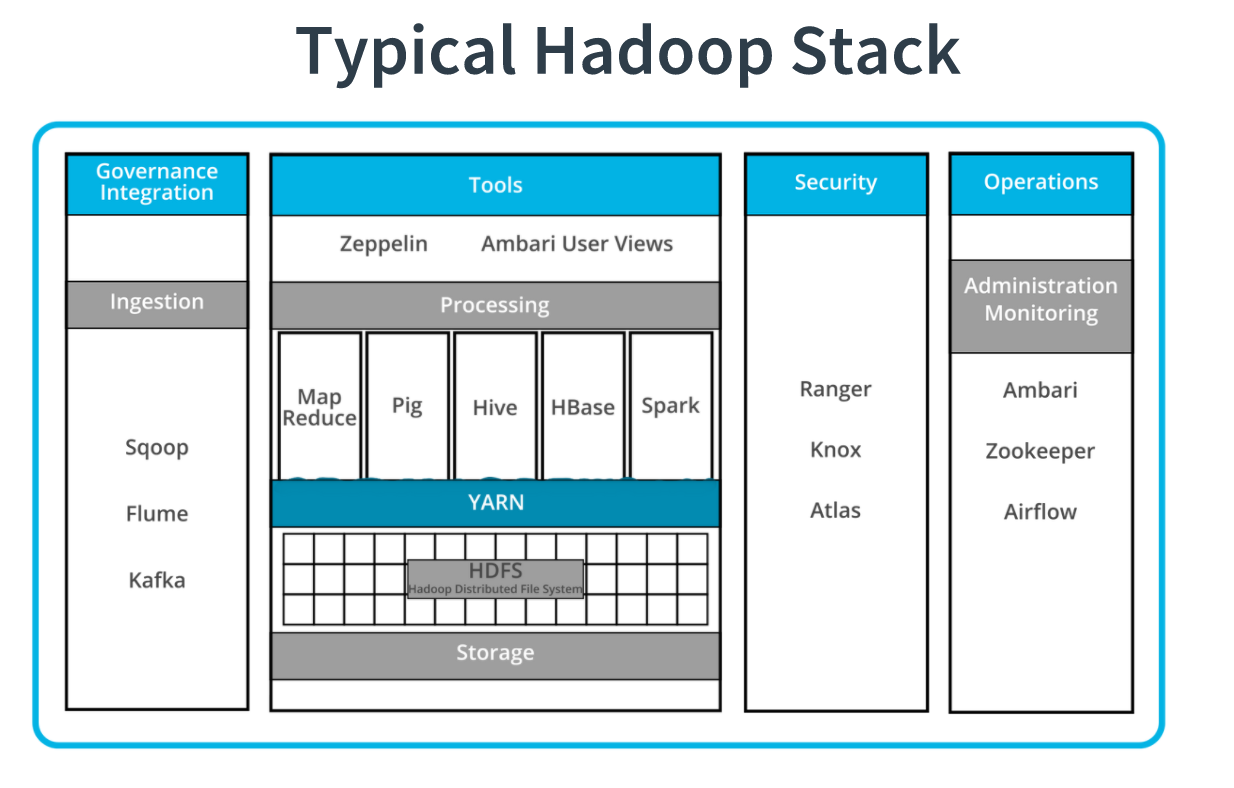 Typical Hadoop Stack
Governance
Integration
Ingestion
Sqoop
Flume
Kafka
Tools
Zeppelin
Ambari User Views
Processing
Map
Reduce
Pig
Hive
HBase
Spark
YARN
HDFS
Hadoop Distributed File System
Storage
Security
Ranger
Knox
Atlas
Operations
Administration
Monitoring
Ambari
Zookeeper
Airflow